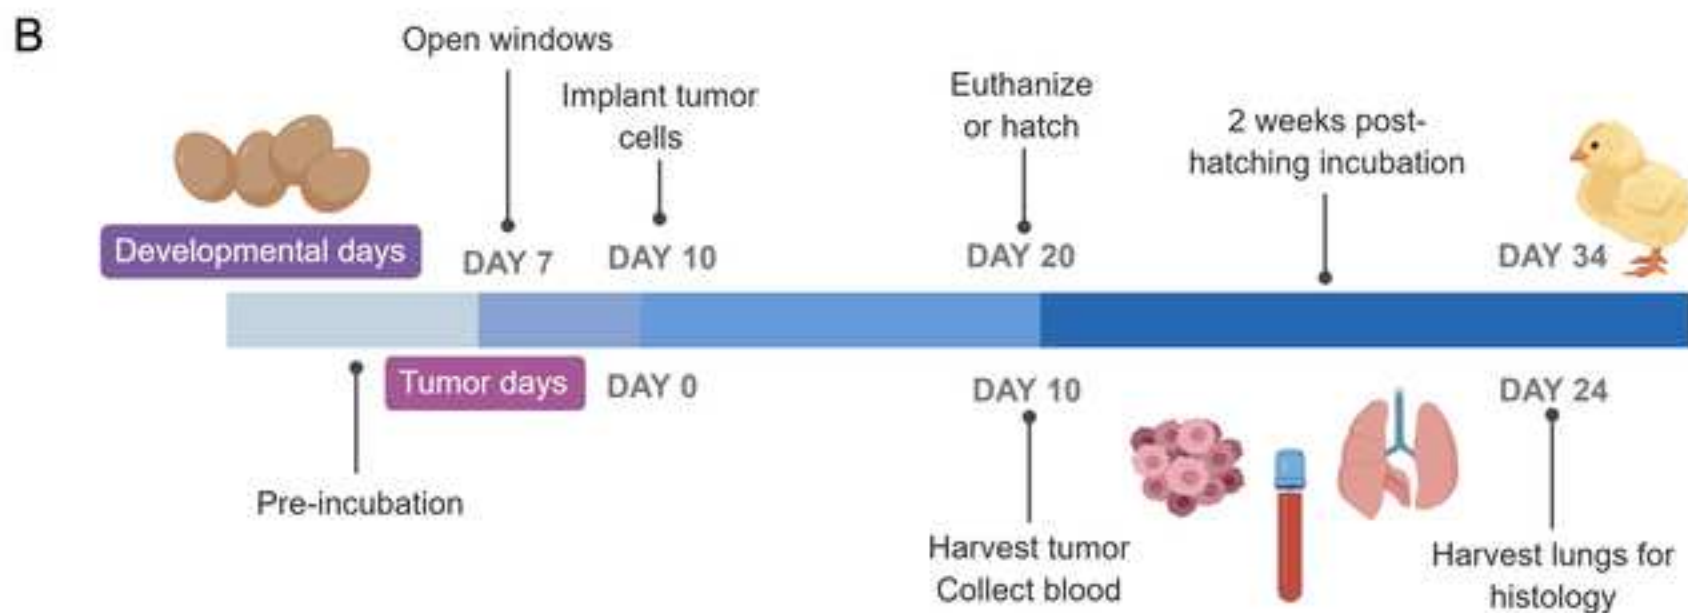 B
Open windows
Implant tumor
cells
Euthanize
or hatch
2 weeks post-
hatching incubation
Developmental days
DAY 7
DAY 10
DAY 20
DAY 34
Tumor days
DAY 0
DAY 10
DAY 24
Pre-incubation
Harvest tumor
Collect blood
Harvest lungs for
histology